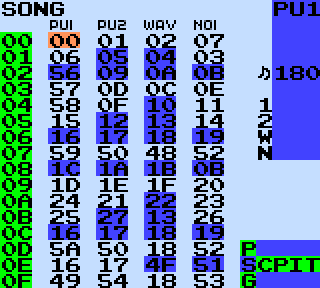 SONG PU1
PU1 PU2 WAV NOI
00 00 01 02 07
01 06 05 04 03
02 56 09 0A 0B ♫180
03 57 0D 0C 0E
04 58 0F 10 11 1
05 15 12 13 14 2
06 16 17 18 19 W
07 59 50 48 52 N
08 1C 1A 1B 0B
09 1D 1E 1F 20
0A 24 21 22 23
0B 25 27 13 26
0C 16 17 18 19
0D 5A 50 18 52 P
0E 16 17 4F 51 SCPIT
0F 49 54 18 53 G